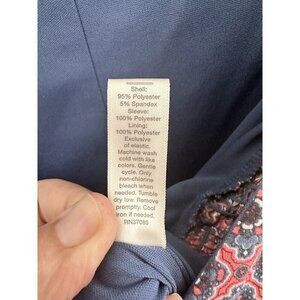 Shell:
95% Polyester
5% Spandex
Sleeve:
100% Polyester
Lining:
100% Polyester
Exclusive
of elastic.
Machine wash
cold with like
colors. Gentle
cycle. Only
non-chlorine
bleach when
needed. Tumble
dry low. Remove
promptly. Cool
iron if needed.
RN37085